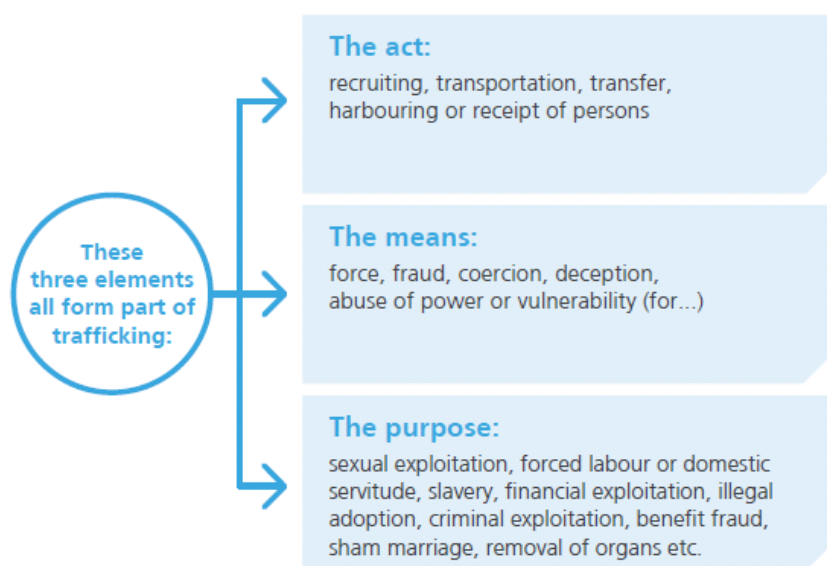 The act:
recruiting, transportation, transfer,
harbouring or receipt of persons
These
three elements
all form part of
trafficking:
The means:
force, fraud, coercion, deception,
abuse of power or vulnerability (for...)
The purpose:
sexual exploitation, forced labour or domestic
servitude, slavery, financial exploitation, illegal
adoption, criminal exploitation, benefit fraud,
sham marriage, removal of organs etc.